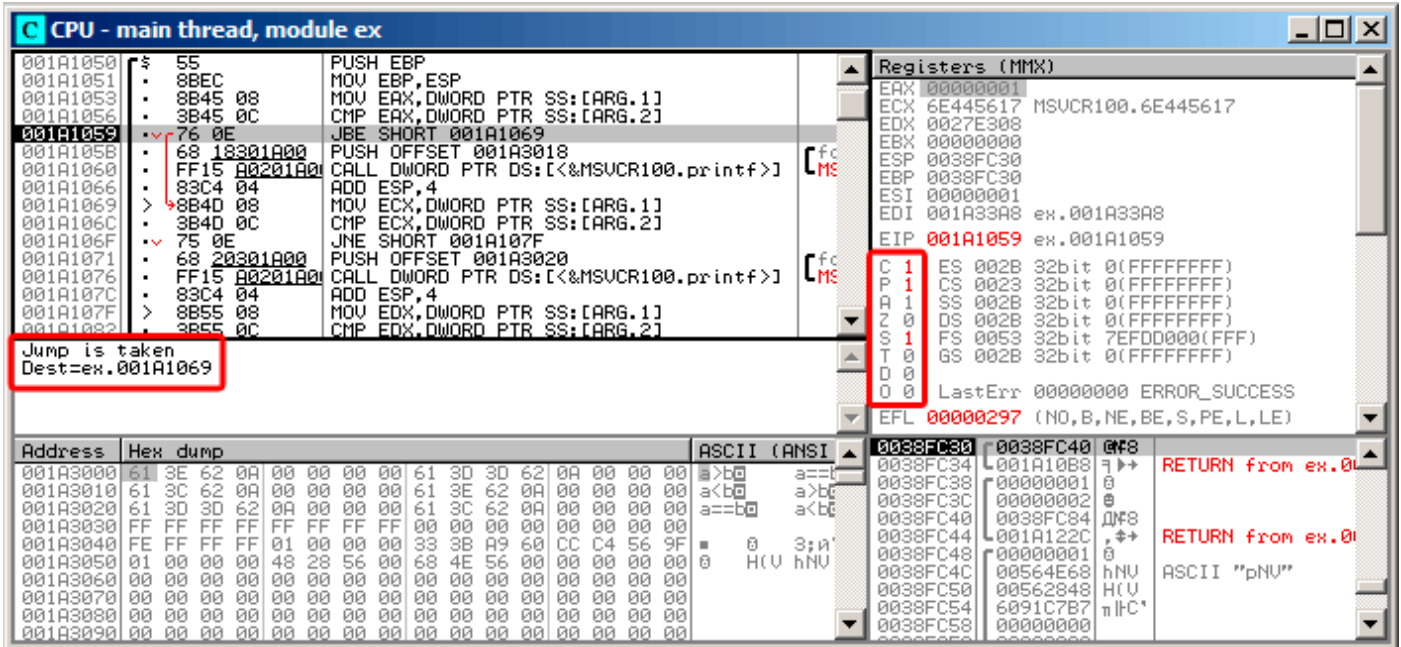 C CPU - main thread, module ex
001A1050 $ 55 PUSH EBP
001A1051 . 8BEC MOV EBP,ESP
001A1053 . 8B45 08 MOV EAX,DWORD PTR SS:[ARG.1]
001A1056 . 3B45 0C CMP EAX,DWORD PTR SS:[ARG.2]
001A1059 . 76 0E JBE SHORT 001A1069
001A105B . 68 18301A00 PUSH OFFSET 001A3018
001A1060 . FF15 A0201A0 CALL DWORD PTR DS:[<&MSVCR100.printf>]
001A1066 . 83C4 04 ADD ESP,4
001A1069 > 8B4D 08 MOV ECX,DWORD PTR SS:[ARG.1]
001A106C . 3B4D 0C CMP ECX,DWORD PTR SS:[ARG.2]
001A106F . 75 0E JNE SHORT 001A107F
001A1071 . 68 20301A00 PUSH OFFSET 001A3020
001A1076 . FF15 A0201A0 CALL DWORD PTR DS:[<&MSVCR100.printf>]
001A107C . 83C4 04 ADD ESP,4
001A107F > 8B55 08 MOV EDX,DWORD PTR SS:[ARG.1]
001A1082 . 3B55 0C CMP EDX,DWORD PTR SS:[ARG.2]
Jump is taken
Dest=ex.001A1069
Registers (MMX)
EAX 00000001
ECX 6E445617 MSVCR100.6E445617
EDX 0027E308
EBX 00000000
ESP 0038FC30
EBP 0038FC30
ESI 00000001
EDI 001A33A8 ex.001A33A8
EIP 001A1059 ex.001A1059
C 1 ES 002B 32bit 0(FFFFFFFF)
P 1 CS 0023 32bit 0(FFFFFFFF)
A 1 SS 002B 32bit 0(FFFFFFFF)
Z 0 DS 002B 32bit 0(FFFFFFFF)
S 1 FS 0053 32bit 7EFDD000(FFF)
T 0 GS 002B 32bit 0(FFFFFFFF)
D 0
O 0 LastErr 00000000 ERROR_SUCCESS
EFL 00000297 (NO,B,NE,BE,S,PE,L,LE)
Address Hex dump ASCII (ANSI
001A3000 61 3E 62 0A 00 00 00 00 61 3D 3D 62 0A 00 00 00 a>b a==b
001A3010 61 3C 62 0A 00 00 00 00 61 3E 62 0A 00 00 00 00 a<b a>b
001A3020 61 3D 3D 62 0A 00 00 00 61 3C 62 0A 00 00 00 00 a==b a<b
001A3030 FF FF FF FF FF FF FF FF 00 00 00 00 00 00 00 00
001A3040 FE FF FF FF 01 00 00 00 33 3B A9 60 CC C4 56 9F
001A3050 01 00 00 00 48 28 56 00 68 4E 56 00 00 00 00 00 H(V hNV
001A3060 00 00 00 00 00 00 00 00 00 00 00 00 00 00 00 00
001A3070 00 00 00 00 00 00 00 00 00 00 00 00 00 00 00 00
001A3080 00 00 00 00 00 00 00 00 00 00 00 00 00 00 00 00
001A3090 00 00 00 00 00 00 00 00 00 00 00 00 00 00 00 00
0038FC30 0038FC40
0038FC34 001A10B8 RETURN from ex.0
0038FC38 00000001
0038FC3C 00000002
0038FC40 0038FC84
0038FC44 001A122C RETURN from ex.0
0038FC48 00000001
0038FC4C 00564E68 hNV ASCII "pNV"
0038FC50 00562848 H(V
0038FC54 6091C7B7
0038FC58 00000000